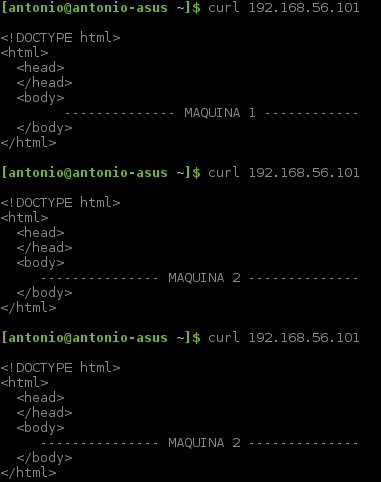 [antonio@antonio-asus ~]$ curl 192.168.56.101
<!DOCTYPE html>
<html>
  <head>
  </head>
  <body>
        -------------- MAQUINA 1 ------------
  </body>
</html>
[antonio@antonio-asus ~]$ curl 192.168.56.101
<!DOCTYPE html>
<html>
  <head>
  </head>
  <body>
     --------------- MAQUINA 2 --------------
  </body>
</html>
[antonio@antonio-asus ~]$ curl 192.168.56.101
<!DOCTYPE html>
<html>
  <head>
  </head>
  <body>
     --------------- MAQUINA 2 --------------
  </body>
</html>